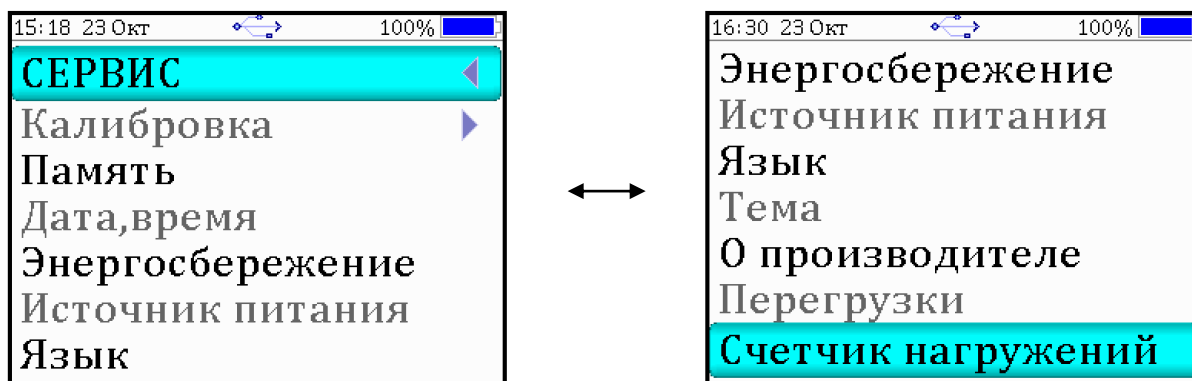 15:18 23 Окт 100%
СЕРВИС
Калибровка
Память
Дата,время
Энергосбережение
Источник питания
Язык
16:30 23 Окт 100%
Энергосбережение
Источник питания
Язык
Тема
О производителе
Перегрузки
Счетчик нагружений